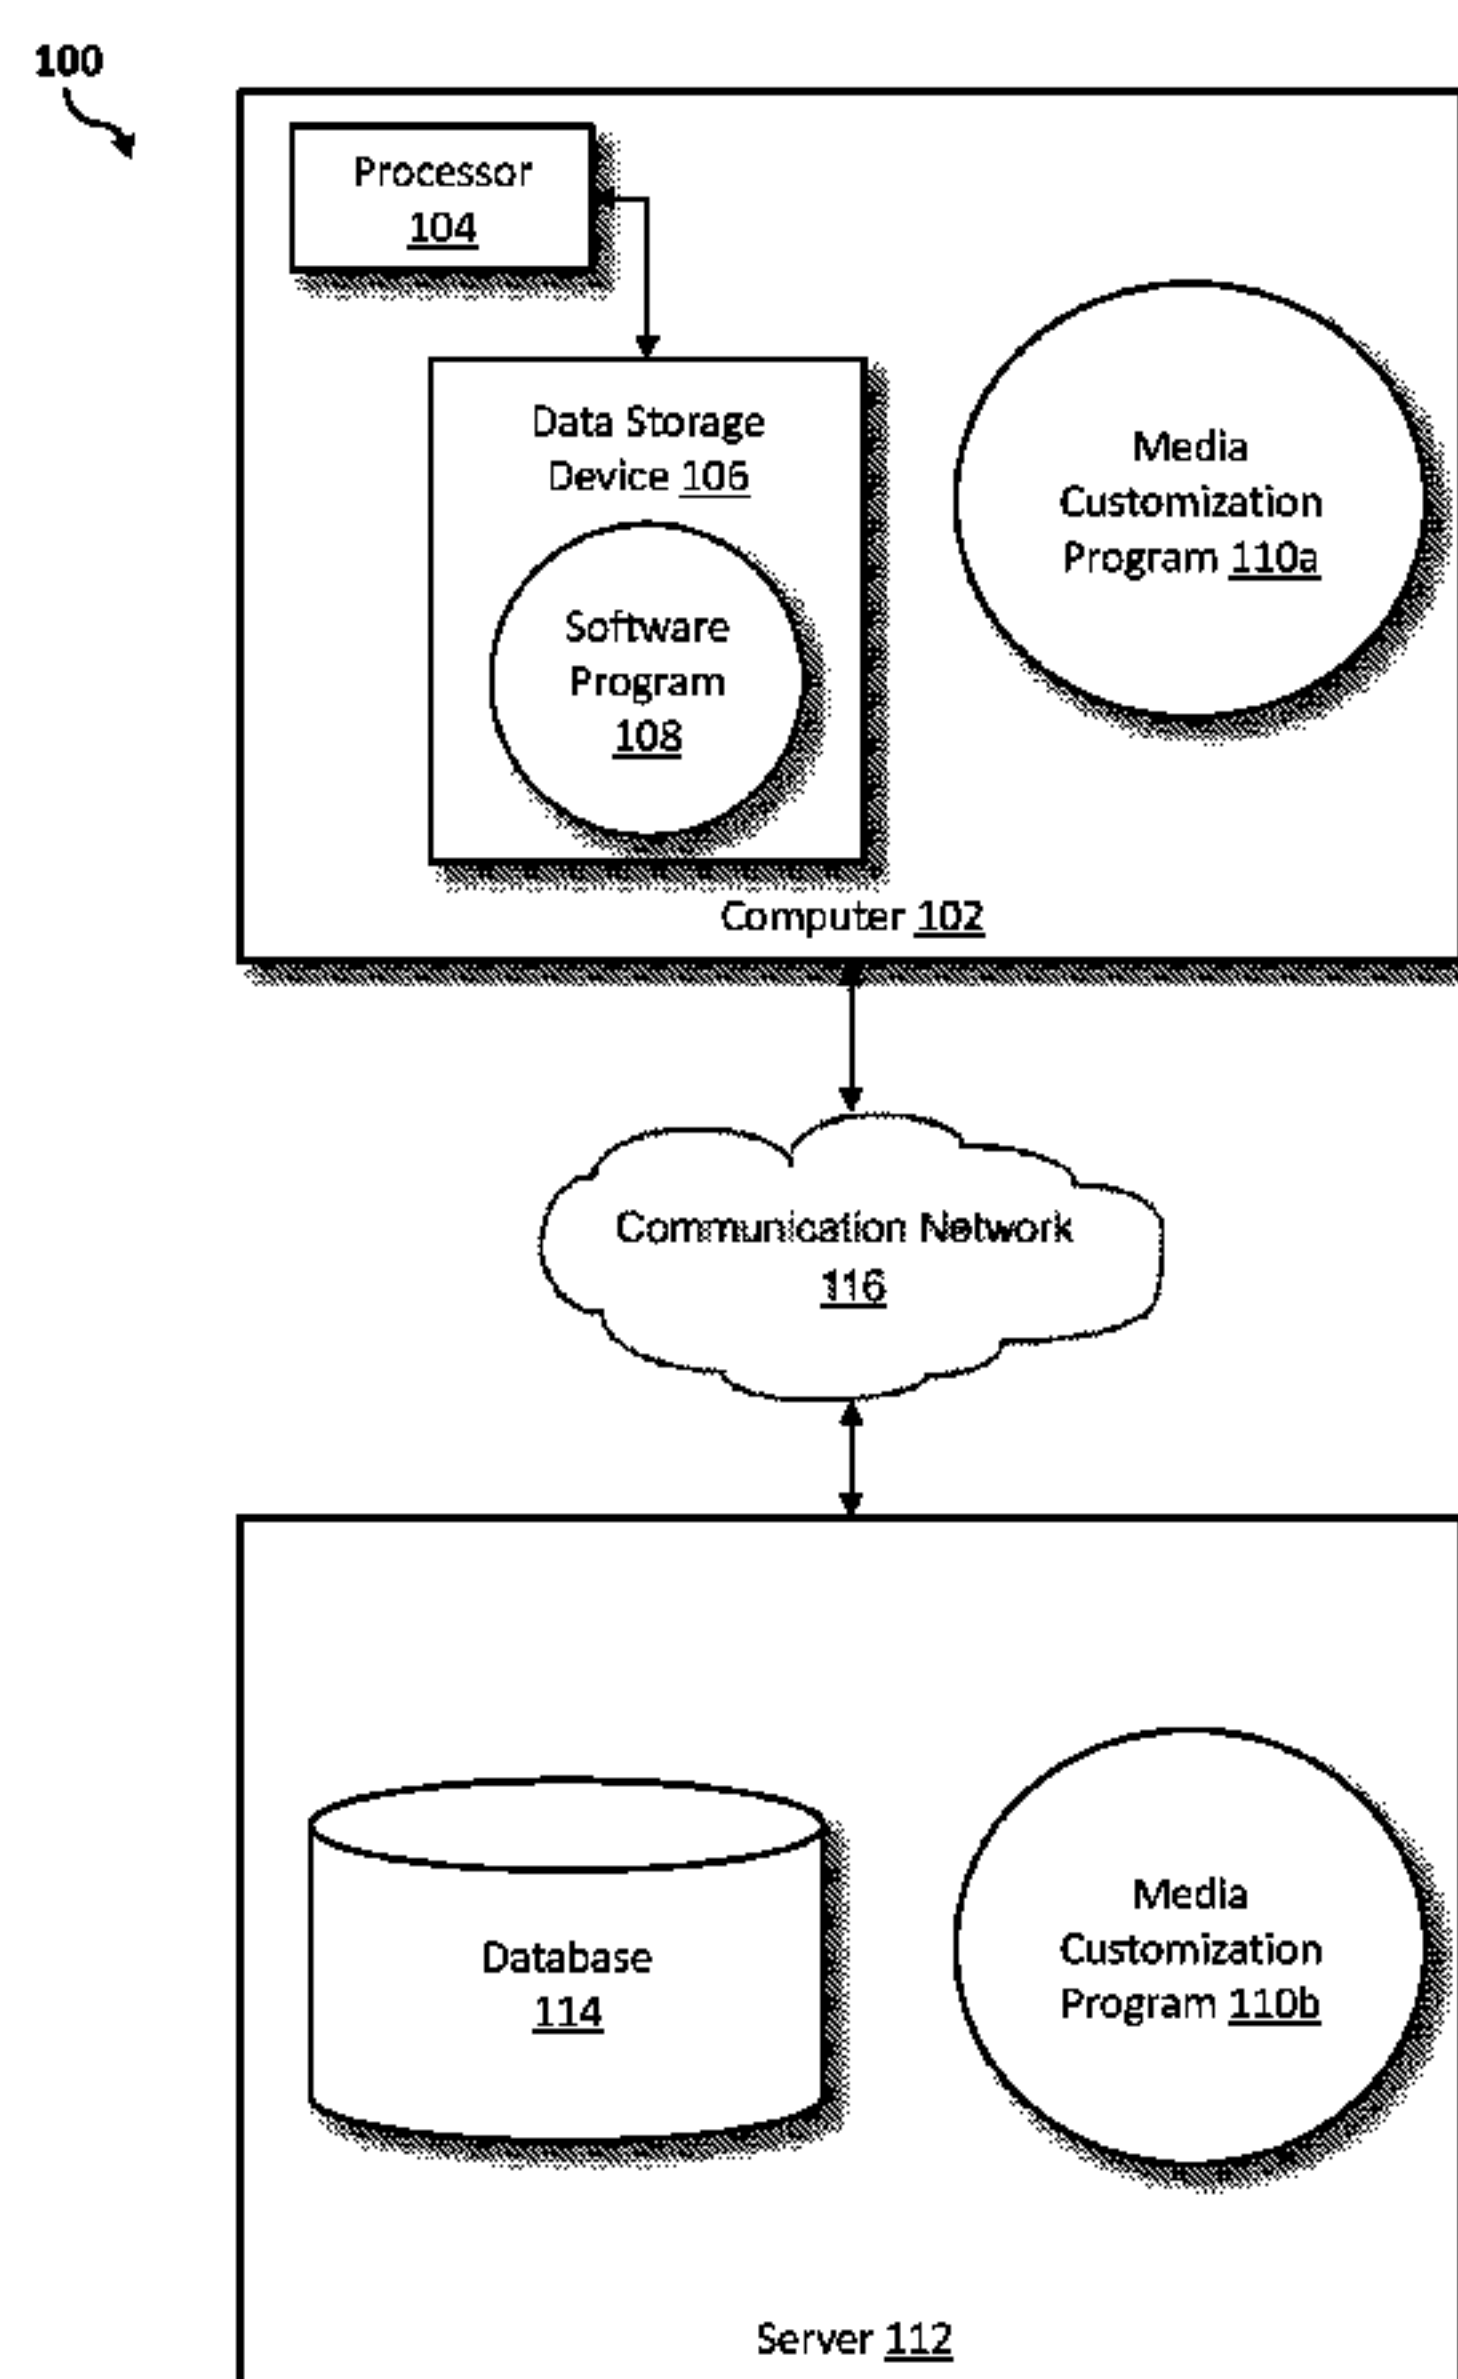 100
Processor
104
Data Storage
Device 106
Software
Program
108
Media
Customization
Program 110a
Computer 102
Communication Network
116
Database
114
Media
Customization
Program 110b
Server 112